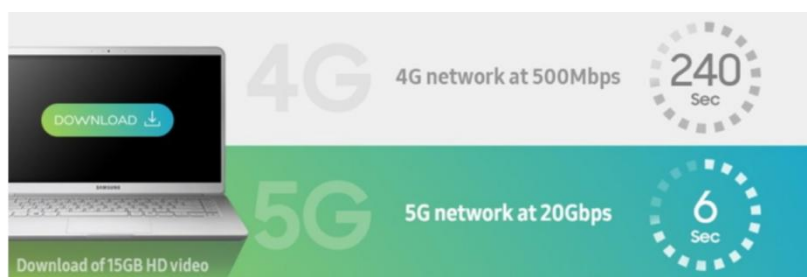 4G
4G network at 500Mbps
240
Sec
DOWNLOAD
SAMSUNG
5G
5G network at 20Gbps
6
Sec
Download of 15GB HD video